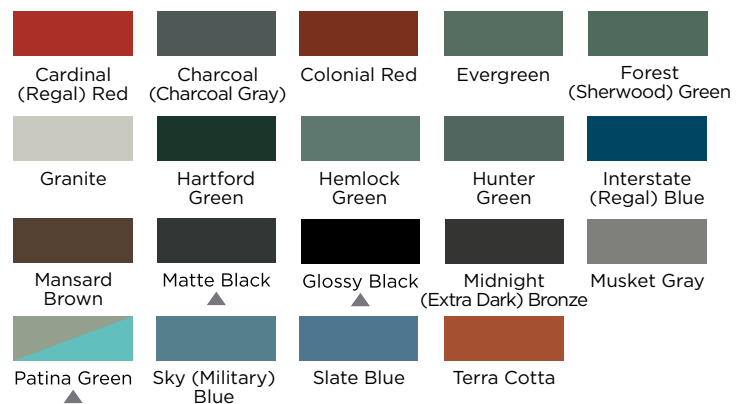 Cardinal
(Regal) Red
Charcoal
(Charcoal Gray)
Colonial Red
Evergreen
Forest
(Sherwood) Green
Granite
Hartford
Green
Hemlock
Green
Hunter
Green
Interstate
(Regal) Blue
Mansard
Brown
Matte Black
Glossy Black
Midnight
(Extra Dark) Bronze
Musket Gray
Patina Green
Sky (Military)
Blue
Slate Blue
Terra Cotta